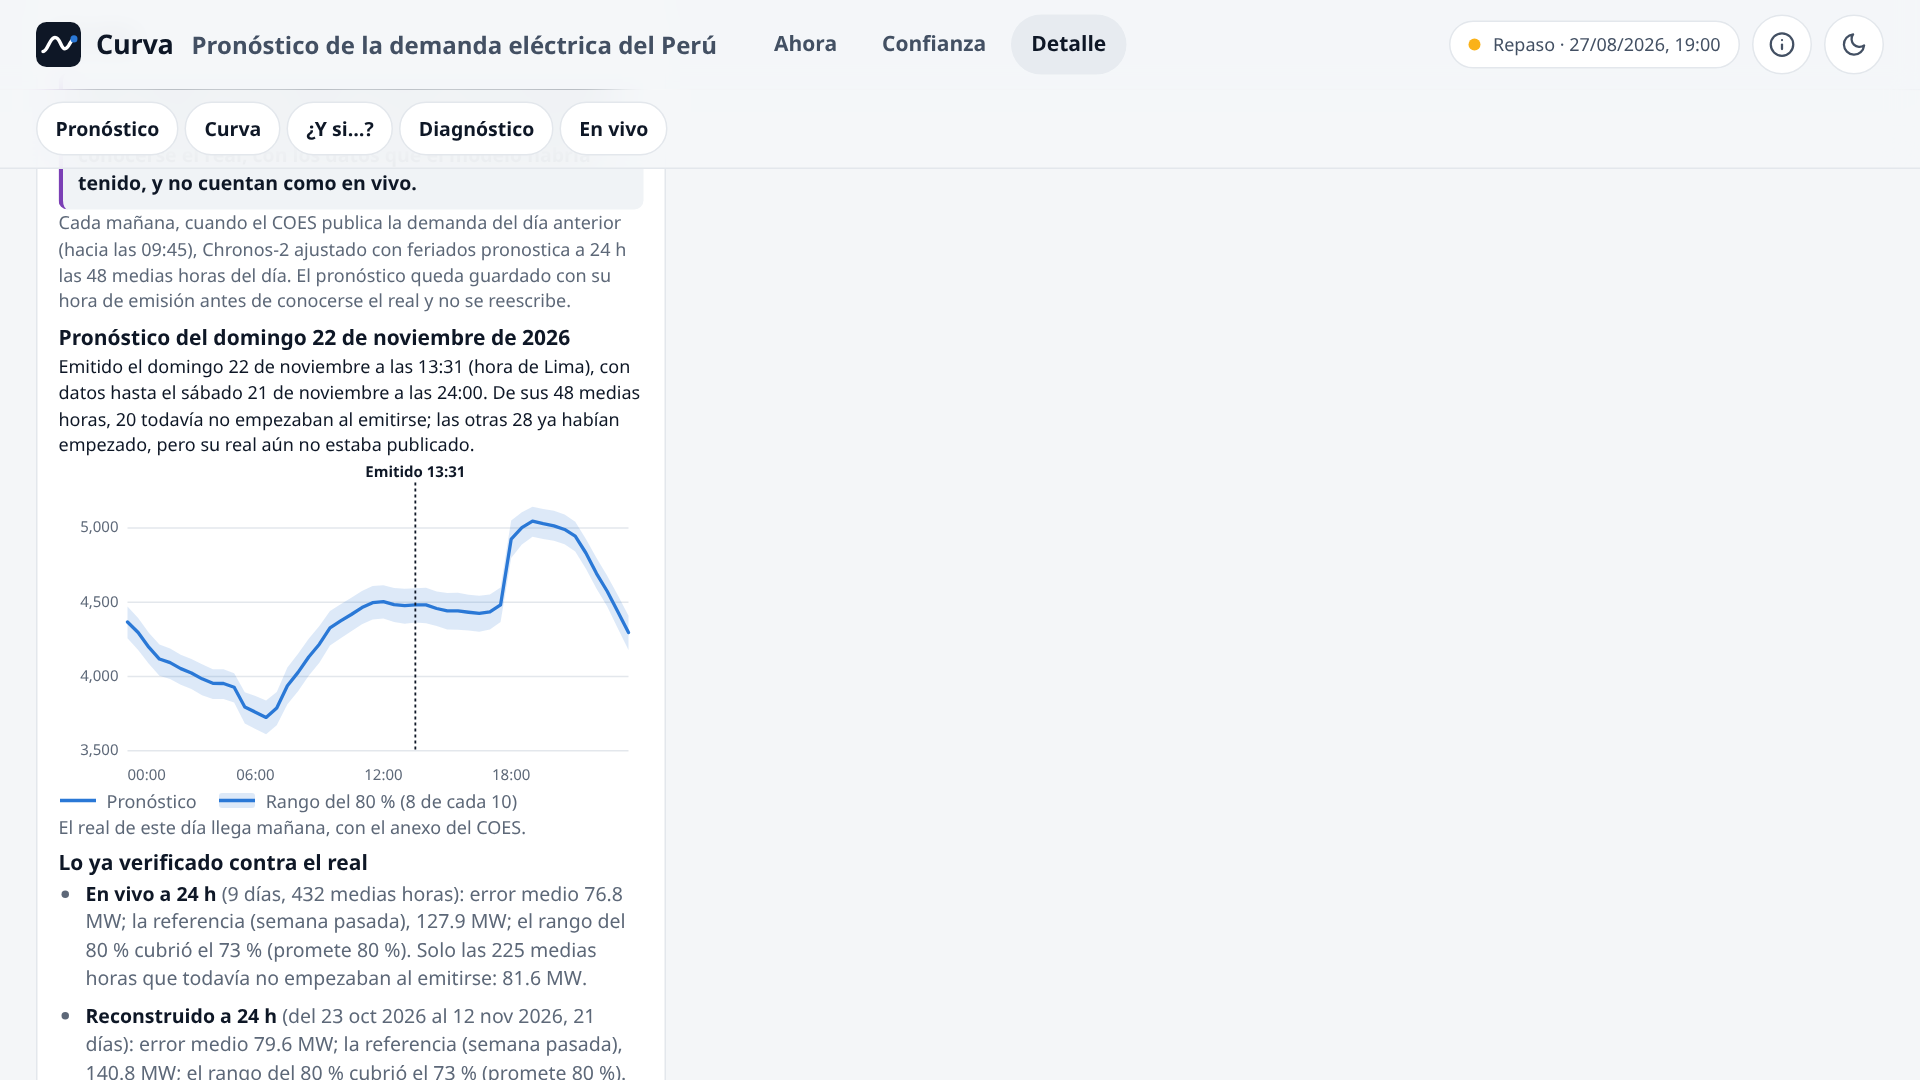 Curva Pronóstico de la demanda eléctrica del Perú
Ahora
Confianza
Detalle
Repaso · 27/08/2026, 19:00
Pronóstico
Curva
¿Y si…?
Diagnóstico
En vivo
conocerse el real, con los datos que el modelo habría
tenido, y no cuentan como en vivo.
Cada mañana, cuando el COES publica la demanda del día anterior
(hacia las 09:45), Chronos-2 ajustado con feriados pronostica a 24 h
las 48 medias horas del día. El pronóstico queda guardado con su
hora de emisión antes de conocerse el real y no se reescribe.
Pronóstico del domingo 22 de noviembre de 2026
Emitido el domingo 22 de noviembre a las 13:31 (hora de Lima), con
datos hasta el sábado 21 de noviembre a las 24:00. De sus 48 medias
horas, 20 todavía no empezaban al emitirse; las otras 28 ya habían
empezado, pero su real aún no estaba publicado.
Emitido 13:31
5,000
4,500
4,000
3,500
00:00
06:00
12:00
18:00
Pronóstico
Rango del 80 % (8 de cada 10)
El real de este día llega mañana, con el anexo del COES.
Lo ya verificado contra el real
• En vivo a 24 h (9 días, 432 medias horas): error medio 76.8
MW; la referencia (semana pasada), 127.9 MW; el rango del
80 % cubrió el 73 % (promete 80 %). Solo las 225 medias
horas que todavía no empezaban al emitirse: 81.6 MW.
• Reconstruido a 24 h (del 23 oct 2026 al 12 nov 2026, 21
días): error medio 79.6 MW; la referencia (semana pasada),
140.8 MW; el rango del 80 % cubrió el 73 % (promete 80 %).